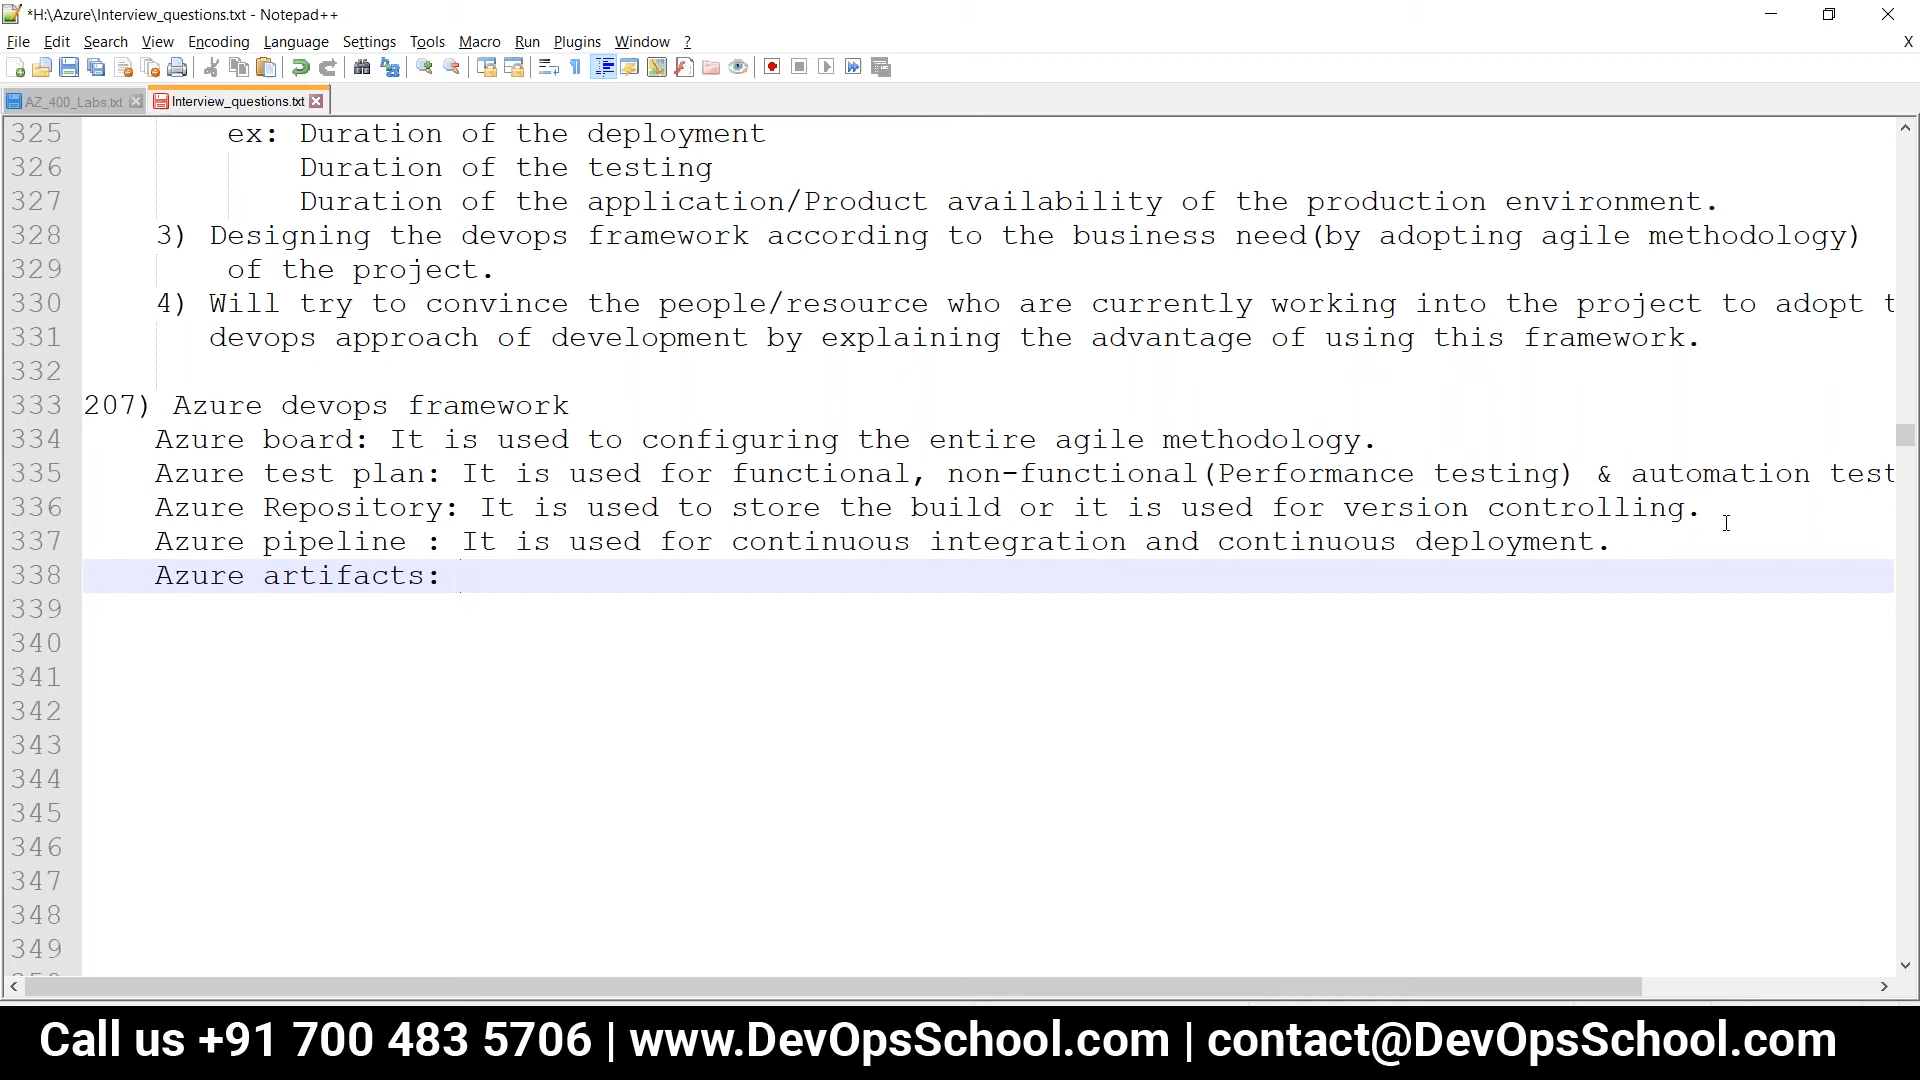 *H:\Azure\Interview_questions.txt - Notepad++
File Edit Search View Encoding Language Settings Tools Macro Run Plugins Window ?
X
AZ_400_Labs.txt Interview_questions.txt
325 ex: Duration of the deployment
326 Duration of the testing
327 Duration of the application/Product availability of the production environment.
328 3) Designing the devops framework according to the business need(by adopting agile methodology)
329 of the project.
330 4) Will try to convince the people/resource who are currently working into the project to adopt t
331 devops approach of development by explaining the advantage of using this framework.
332
333 207) Azure devops framework
334 Azure board: It is used to configuring the entire agile methodology.
335 Azure test plan: It is used for functional, non-functional(Performance testing) & automation test
336 Azure Repository: It is used to store the build or it is used for version controlling.
337 Azure pipeline : It is used for continuous integration and continuous deployment.
338 Azure artifacts:
339
340
341
342
343
344
345
346
347
348
349
Call us +91 700 483 5706 | www.DevOpsSchool.com | contact@DevOpsSchool.com